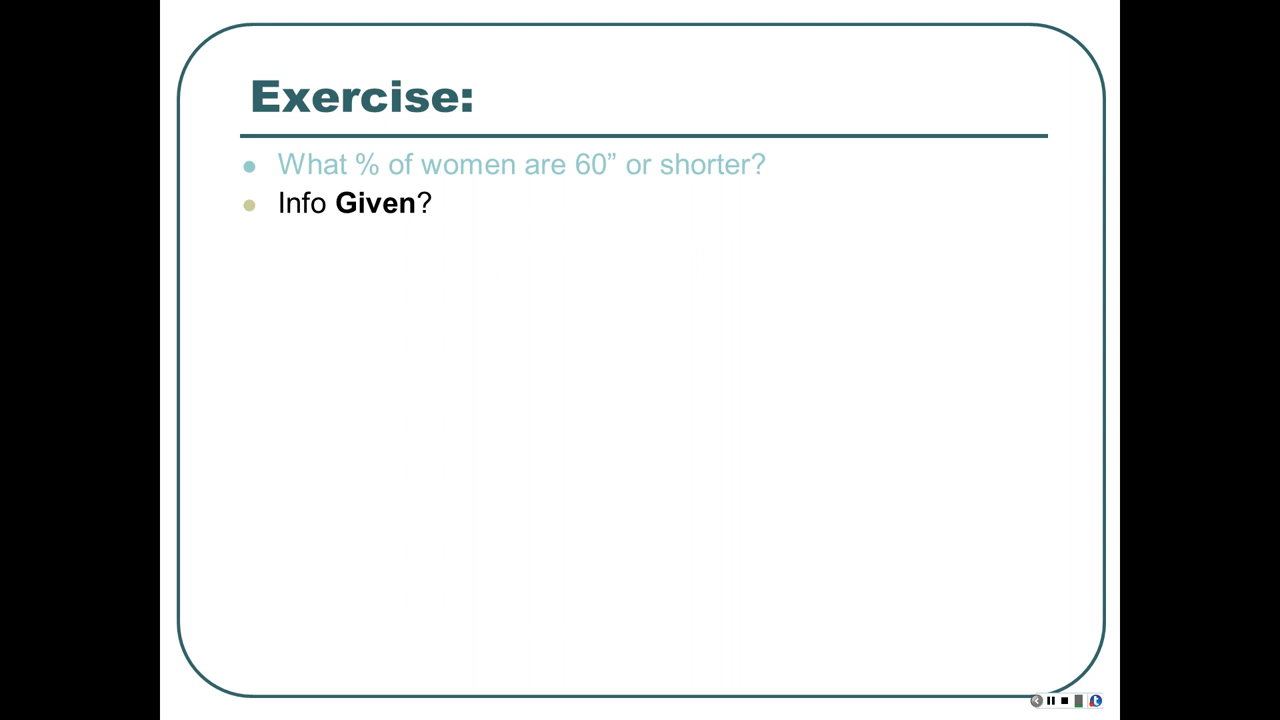 Exercise:
What % of women are 60” or shorter?
Info Given?